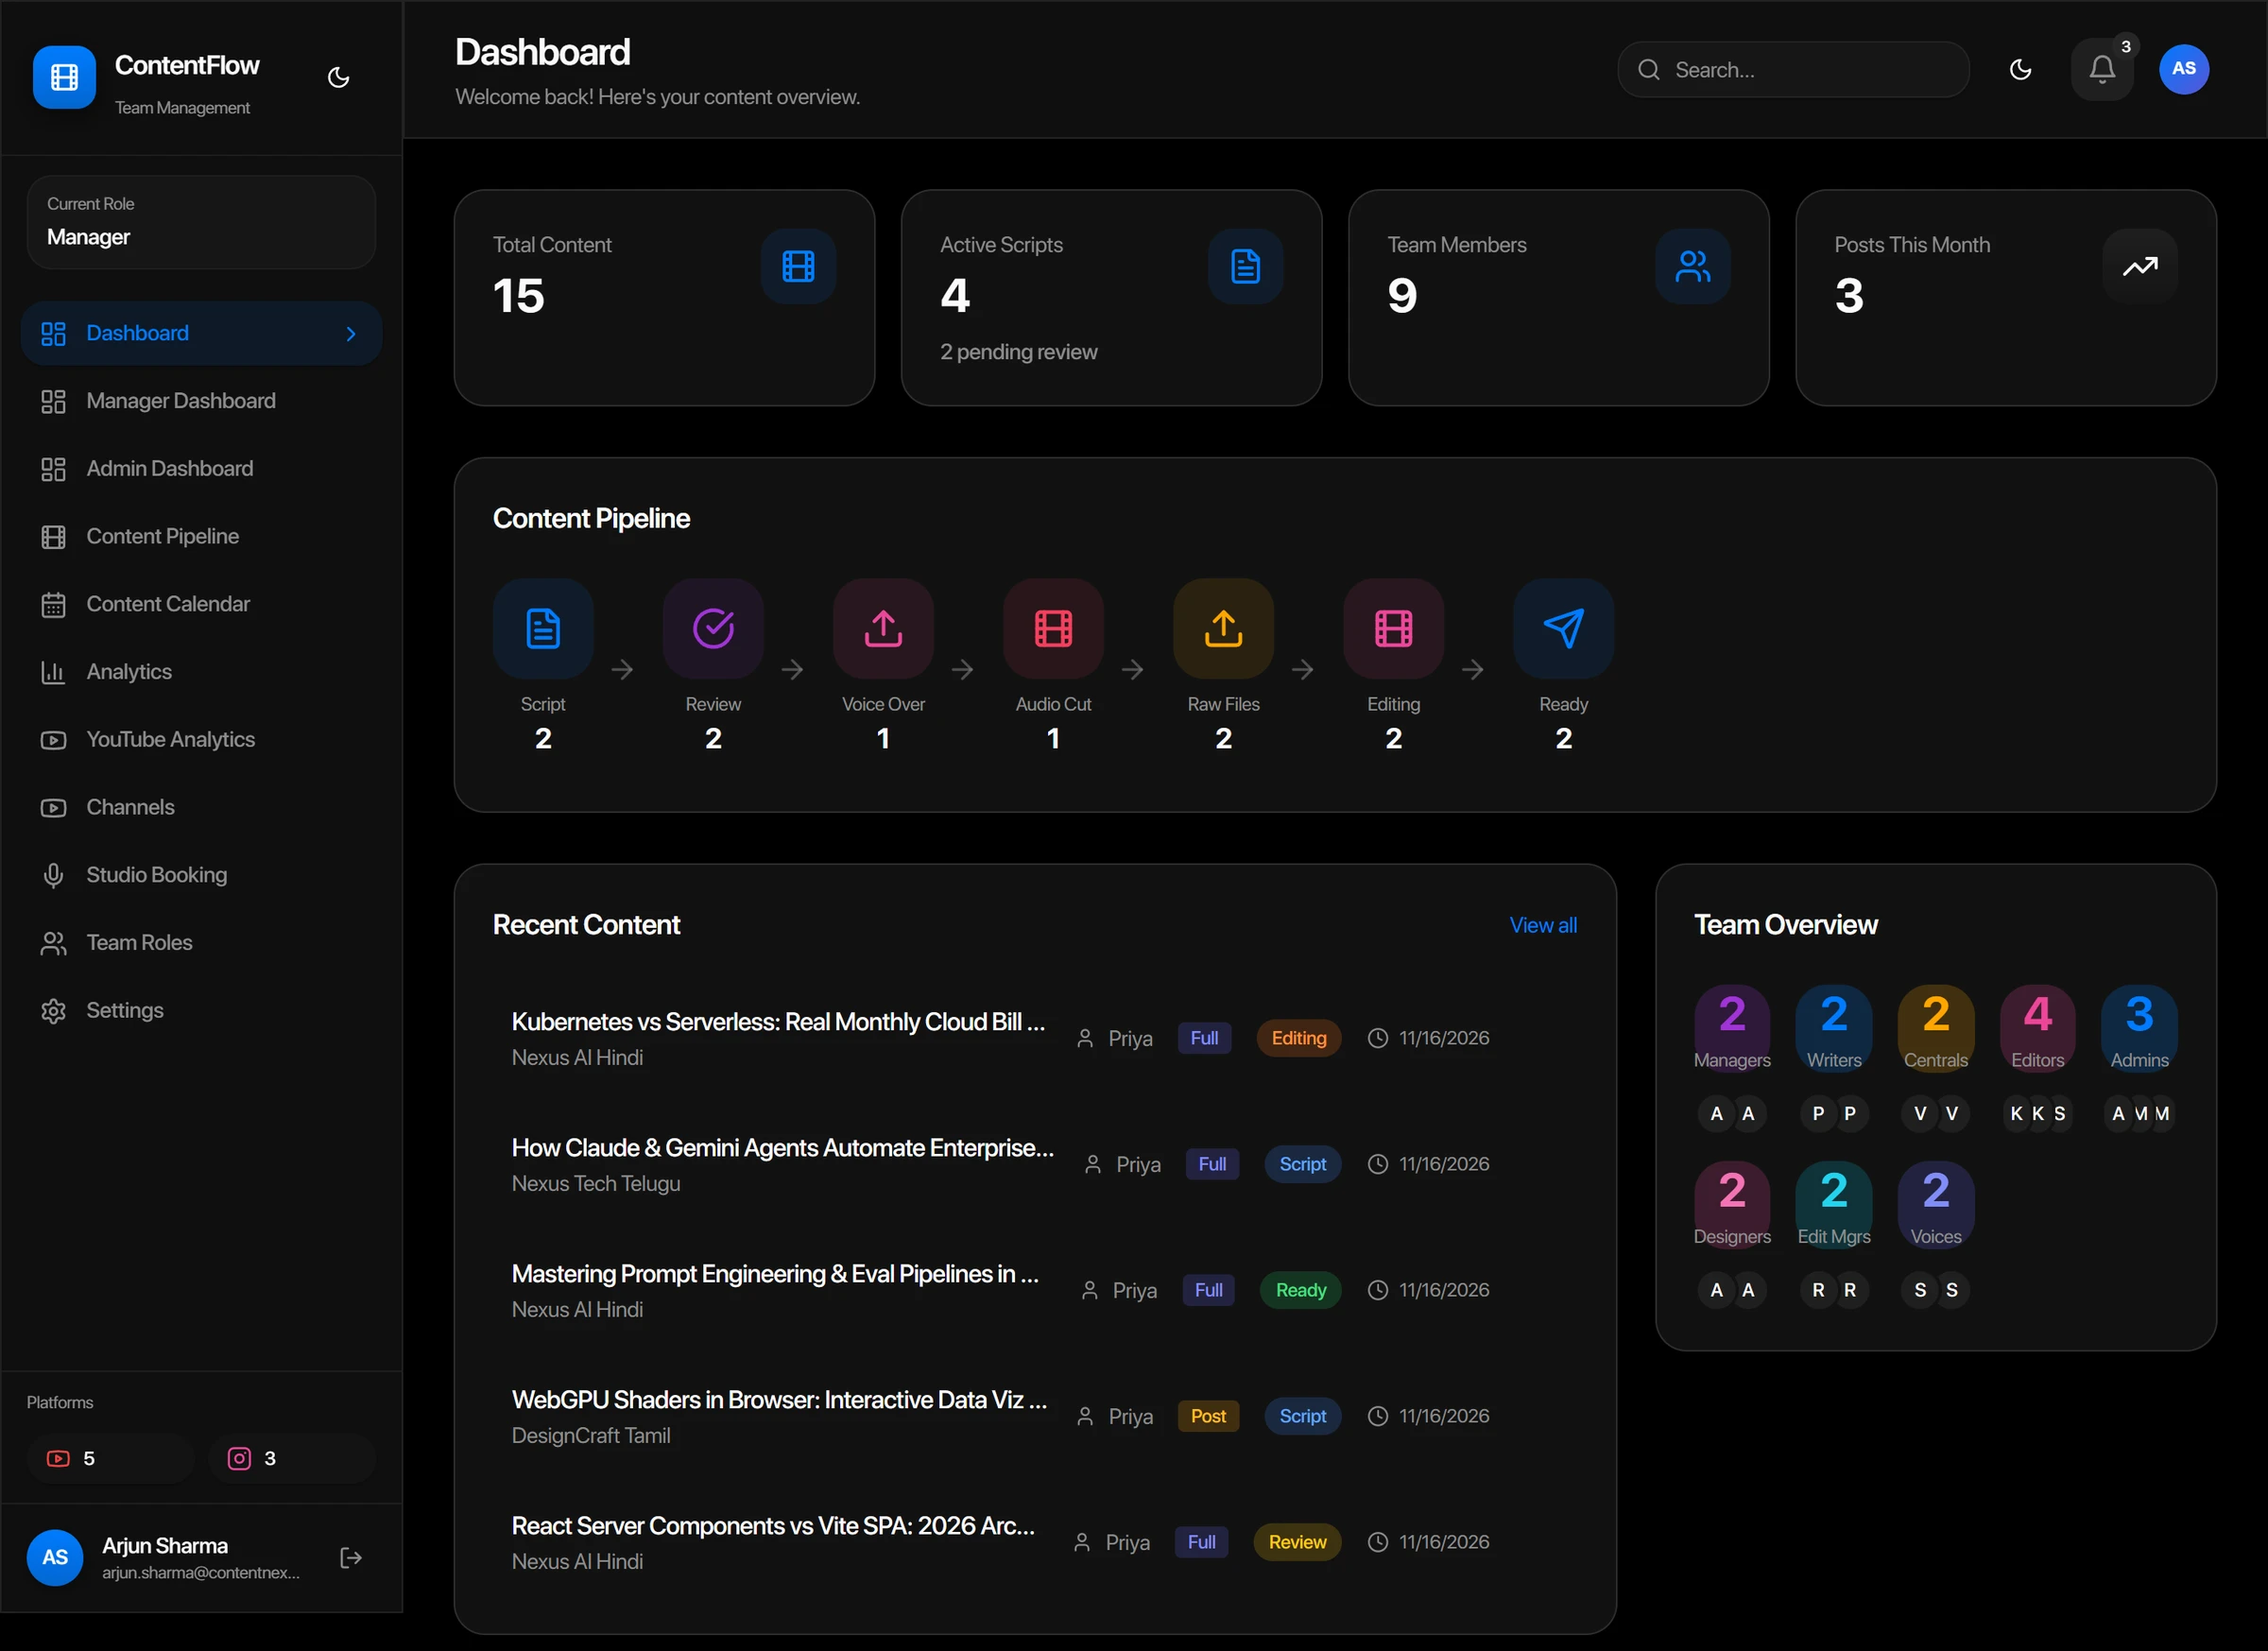 ContentFlow
Team Management
Current Role
Manager
Dashboard
Manager Dashboard
Admin Dashboard
Content Pipeline
Content Calendar
Analytics
YouTube Analytics
Channels
Studio Booking
Team Roles
Settings
Platforms
5 3
AS
Arjun Sharma
arjun.sharma@contentnex...
Dashboard
Welcome back! Here's your content overview.
Search...
3
AS
Total Content
15
Active Scripts
4
2 pending review
Team Members
9
Posts This Month
3
Content Pipeline
Script Review Voice Over Audio Cut Raw Files Editing Ready
2 2 1 1 2 2 2
Recent Content View all
Kubernetes vs Serverless: Real Monthly Cloud Bill ...
Nexus AI Hindi
Priya Full Editing 11/16/2026
How Claude & Gemini Agents Automate Enterprise...
Nexus Tech Telugu
Priya Full Script 11/16/2026
Mastering Prompt Engineering & Eval Pipelines in ...
Nexus AI Hindi
Priya Full Ready 11/16/2026
WebGPU Shaders in Browser: Interactive Data Viz ...
DesignCraft Tamil
Priya Post Script 11/16/2026
React Server Components vs Vite SPA: 2026 Arc...
Nexus AI Hindi
Priya Full Review 11/16/2026
Team Overview
2 2 2 4 3
Managers Writers Centrals Editors Admins
A A P P V V K K S A M M
2 2 2
Designers Edit Mgrs Voices
A A R R S S